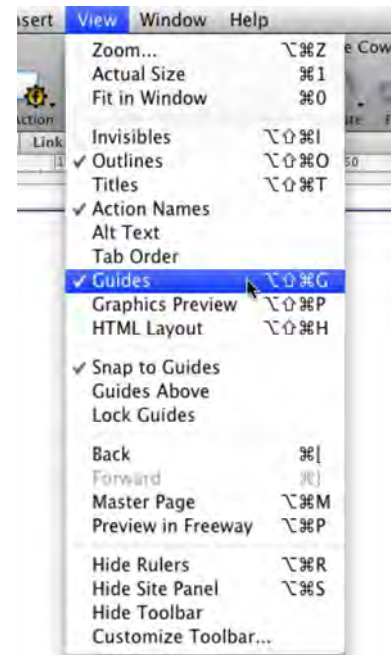 View Window Help
Zoom... ⌥⌘Z
Actual Size ⌘1
Fit in Window ⌘0
Link
Invisibles ⌥⇧⌘I
✓ Outlines ⌥⇧⌘O
50
Titles ⌥⇧⌘T
✓ Action Names
Alt Text
Tab Order
✓ Guides ⌥⇧⌘G
Graphics Preview ⌥⇧⌘P
HTML Layout ⌥⇧⌘H
✓ Snap to Guides
Guides Above
Lock Guides
Back ⌘[
Forward ⌘]
Master Page ⌥⌘M
Preview in Freeway ⌥⌘P
Hide Rulers ⌥⌘R
Hide Site Panel ⌥⌘S
Hide Toolbar
Customize Toolbar...